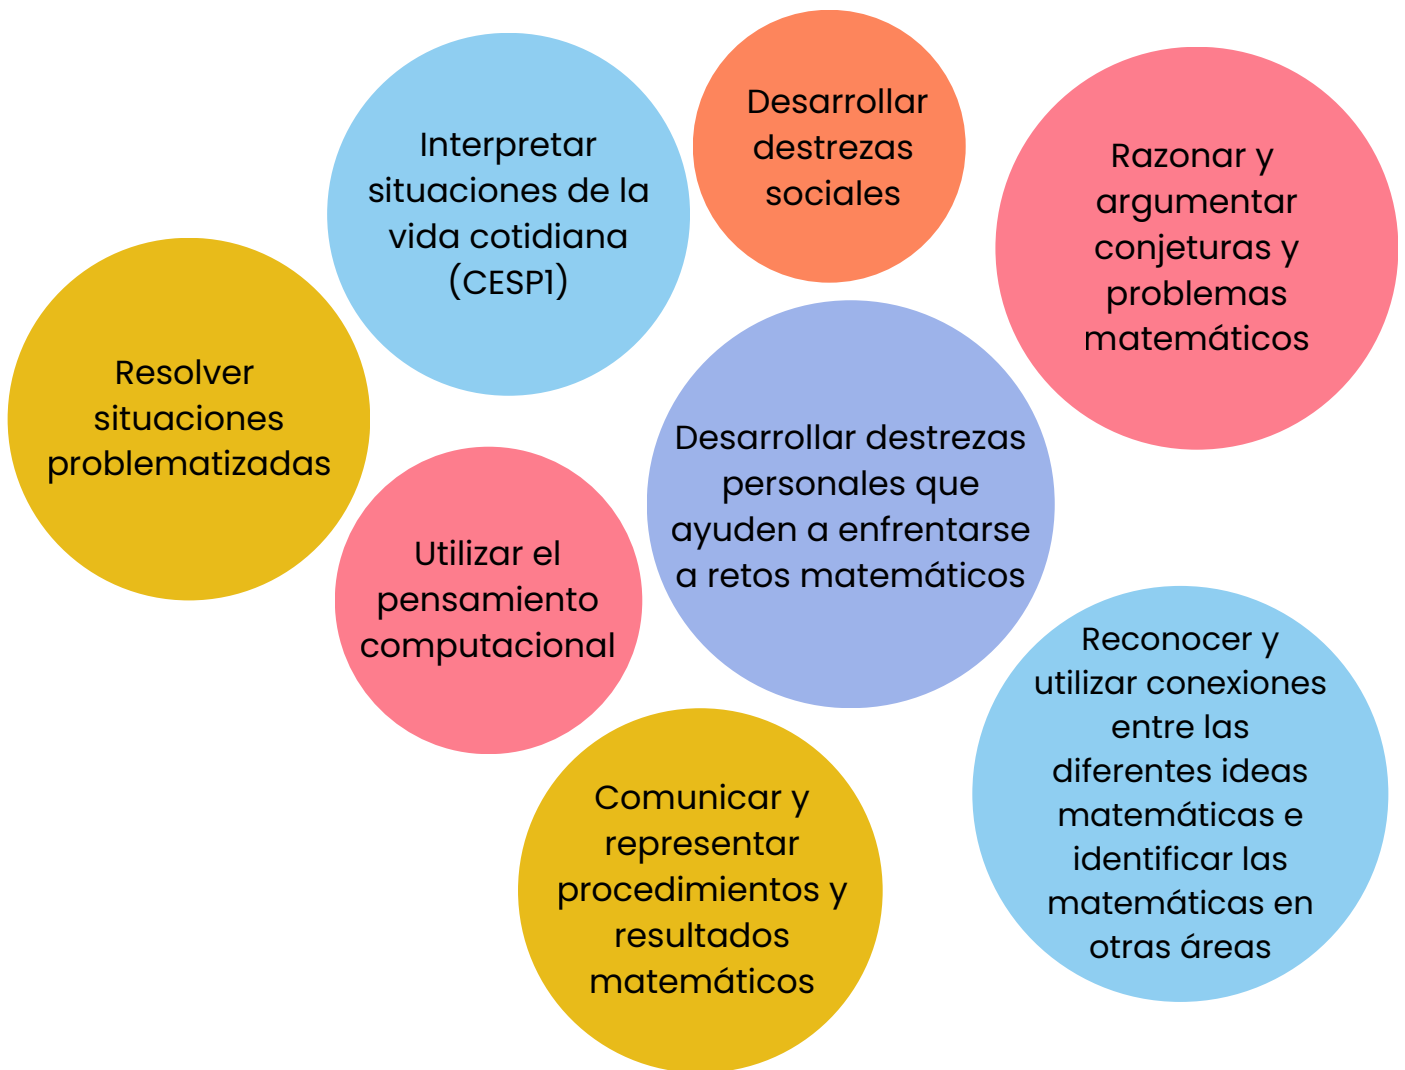 Desarrollar
destrezas
sociales
Interpretar
situaciones de la
vida cotidiana
(CESP1)
Razonar y
argumentar
conjeturas y
problemas
matemáticos
Resolver
situaciones
problematizadas
Desarrollar destrezas
personales que
ayuden a enfrentarse
a retos matemáticos
Utilizar el
pensamiento
computacional
Reconocer y
utilizar conexiones
entre las
diferentes ideas
matemáticas e
identificar las
matemáticas en
otras áreas
Comunicar y
representar
procedimientos y
resultados
matemáticos